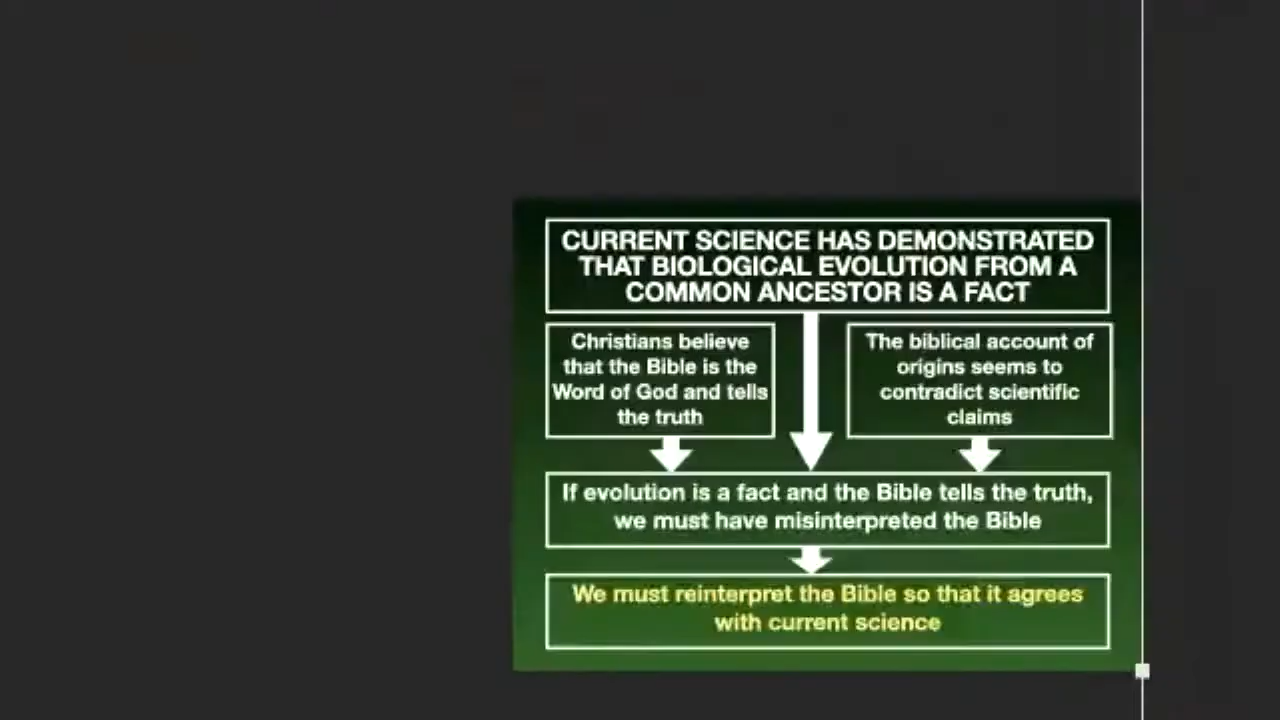 CURRENT SCIENCE HAS DEMONSTRATED
THAT BIOLOGICAL EVOLUTION FROM A
COMMON ANCESTOR IS A FACT
Christians believe
that the Bible is the
Word of God and tells
the truth
The biblical account of
origins seems to
contradict scientific
claims
If evolution is a fact and the Bible tells the truth,
we must have misinterpreted the Bible
We must reinterpret the Bible so that it agrees
with current science